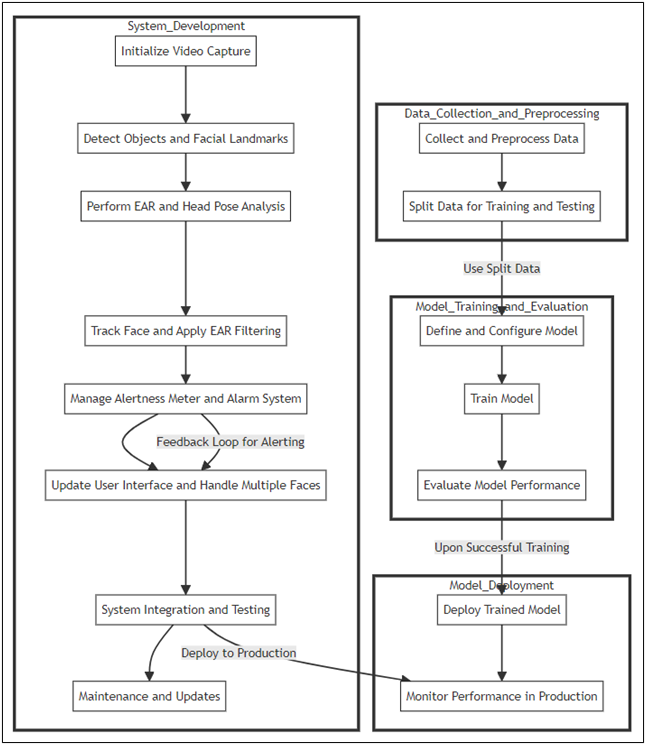 System_Development
Initialize Video Capture
Detect Objects and Facial Landmarks
Perform EAR and Head Pose Analysis
Track Face and Apply EAR Filtering
Manage Alertness Meter and Alarm System
Feedback Loop for Alerting
Update User Interface and Handle Multiple Faces
System Integration and Testing
Deploy to Production
Maintenance and Updates
Data_Collection_and_Preprocessing
Collect and Preprocess Data
Split Data for Training and Testing
Use Split Data
Model_Training_and_Evaluation
Define and Configure Model
Train Model
Evaluate Model Performance
Upon Successful Training
Model_Deployment
Deploy Trained Model
Monitor Performance in Production